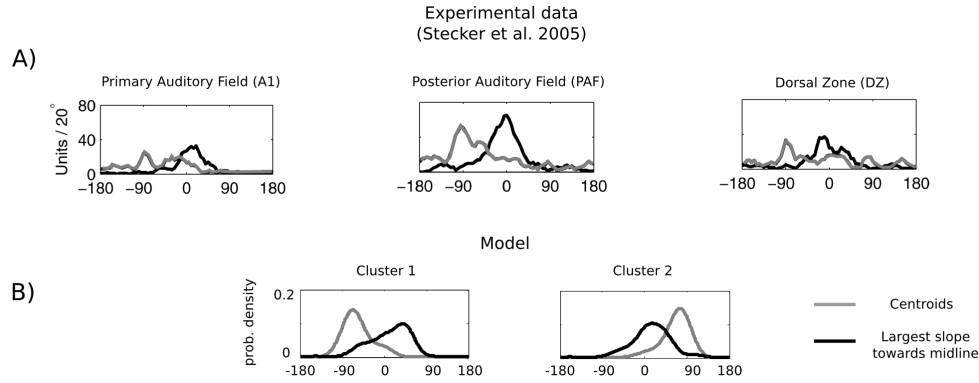 Experimental data
(Stecker et al. 2005)
A)
Primary Auditory Field (A1)
Posterior Auditory Field (PAF)
Dorsal Zone (DZ)
Units / 20°
80
40
0
−180 −90 0 90 180
−180 −90 0 90 180
−180 −90 0 90 180
Model
B)
Cluster 1
Cluster 2
prob. density
0.2
0
-180 -90 0 90 180
-180 -90 0 90 180
Centroids
Largest slope
towards midline